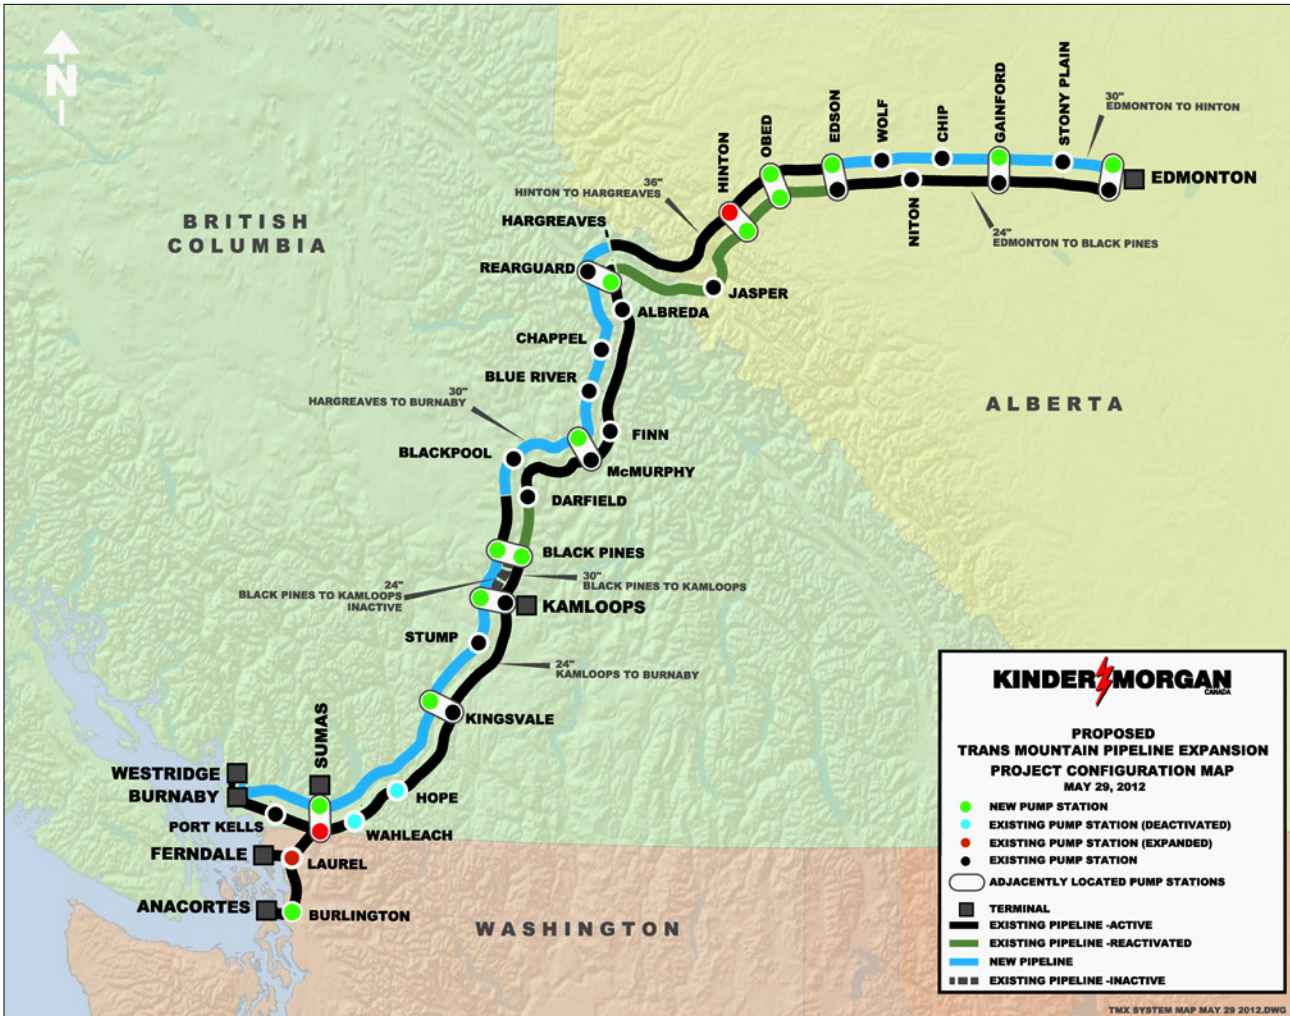 N
BRITISH
COLUMBIA
ALBERTA
WASHINGTON
HINTON
OBED
EDSON
WOLF
CHIP
GAINFORD
STONY PLAIN
30"
EDMONTON TO HINTON
EDMONTON
NITON
24"
EDMONTON TO BLACK PINES
36"
HINTON TO HARGREAVES
HARGREAVES
REARGUARD
JASPER
ALBREDA
CHAPPEL
BLUE RIVER
30"
HARGREAVES TO BURNABY
FINN
BLACKPOOL
McMURPHY
DARFIELD
BLACK PINES
24"
BLACK PINES TO KAMLOOPS
INACTIVE
30"
BLACK PINES TO KAMLOOPS
KAMLOOPS
STUMP
24"
KAMLOOPS TO BURNABY
KINGSVALE
SUMAS
WESTRIDGE
BURNABY
HOPE
PORT KELLS
WAHLEACH
FERNDALE
LAUREL
ANACORTES
BURLINGTON
KINDER MORGAN
CANADA
PROPOSED
TRANS MOUNTAIN PIPELINE EXPANSION
PROJECT CONFIGURATION MAP
MAY 29, 2012
NEW PUMP STATION
EXISTING PUMP STATION (DEACTIVATED)
EXISTING PUMP STATION (EXPANDED)
EXISTING PUMP STATION
ADJACENTLY LOCATED PUMP STATIONS
TERMINAL
EXISTING PIPELINE -ACTIVE
EXISTING PIPELINE -REACTIVATED
NEW PIPELINE
EXISTING PIPELINE -INACTIVE
TMX SYSTEM MAP MAY 29 2012.DWG